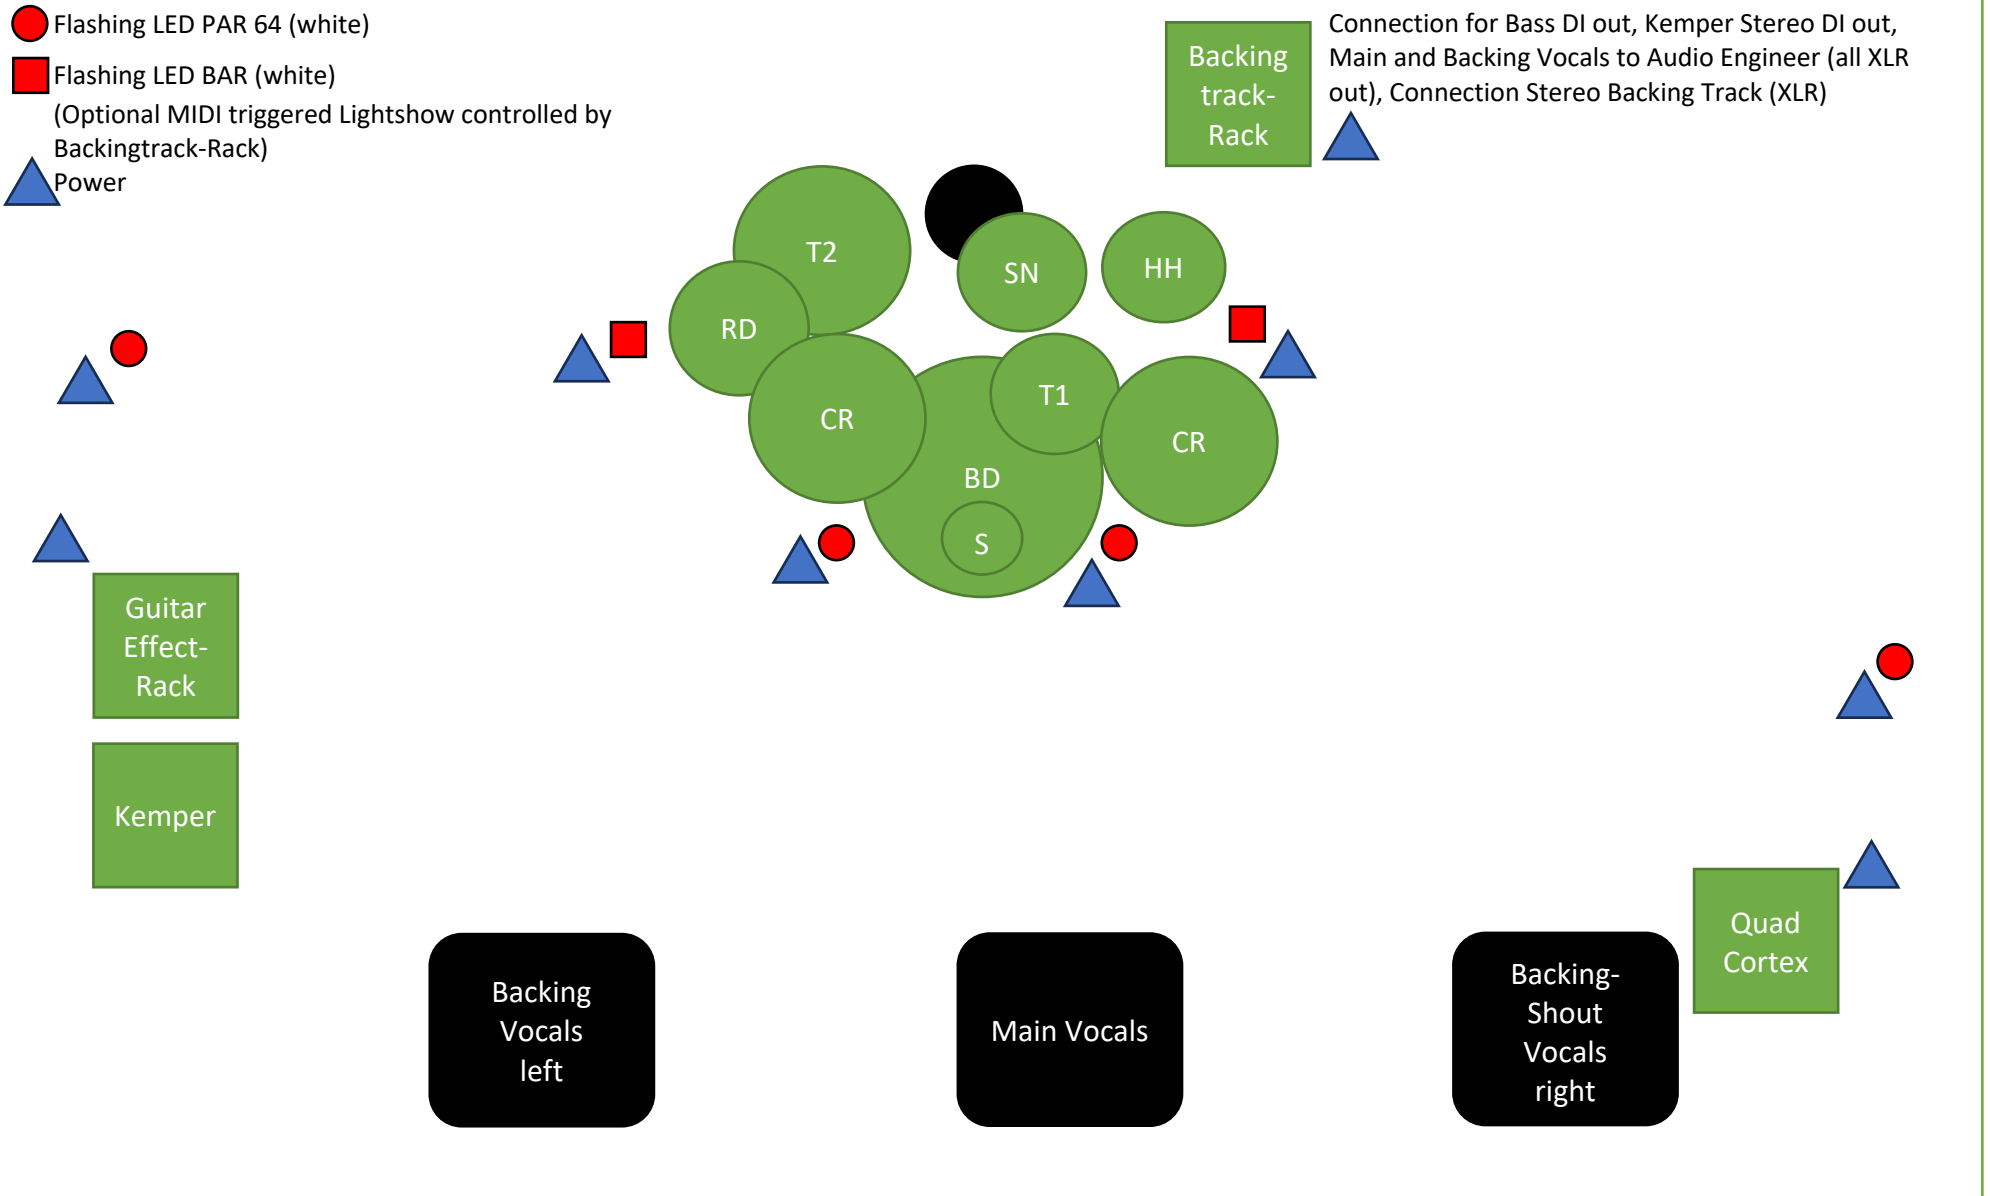 Flashing LED PAR 64 (white)
Flashing LED BAR (white)
(Optional MIDI triggered Lightshow controlled by
Backingtrack-Rack)
Power
Backing
track-
Rack
Connection for Bass DI out, Kemper Stereo DI out,
Main and Backing Vocals to Audio Engineer (all XLR
out), Connection Stereo Backing Track (XLR)
T2
SN
HH
RD
CR
T1
CR
BD
S
Guitar
Effect-
Rack
Kemper
Quad
Cortex
Backing
Vocals
left
Main Vocals
Backing-
Shout
Vocals
right